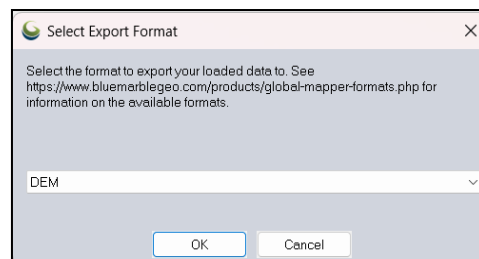 Select Export Format
Select the format to export your loaded data to. See
https://www.bluemarblegeo.com/products/global-mapper-formats.php for
information on the available formats.
DEM
OK
Cancel